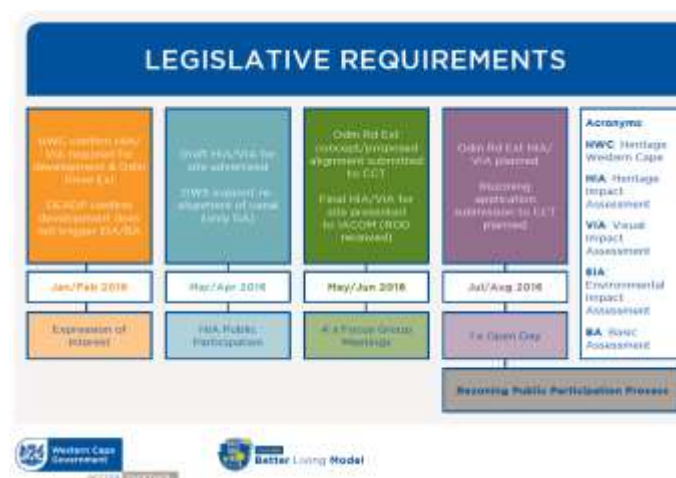 LEGISLATIVE REQUIREMENTS
HWC confirm HIA/
VIA required for
development & Odin
Drive Ext
DEADP confirm
development does
not trigger EIA/BA
Draft HIA/VIA for
site advertised
DWS support re-
alignment of canal
(only GA)
Odin Rd Ext
concept/proposed
alignment submitted
to CCT
Final HIA/VIA for
site presented
to IACOM (ROD
received)
Odin Rd Ext HIA/
VIA planned
Rezoning
application
submission to CCT
planned
Acronyms
HWC Heritage
Western Cape
HIA Heritage
Impact
Assessment
VIA Visual
Impact
Assessment
EIA
Environmental
Impact
Assessment
BA Basic
Assessment
Jan/Feb 2016
Mar/Apr 2016
May/Jun 2016
Jul/Aug 2016
Expression of
Interest
HIA Public
Participation
4 x Focus Group
Meetings
1 x Open Day
Rezoning Public Participation Process
Western Cape
Government
Better Living Model